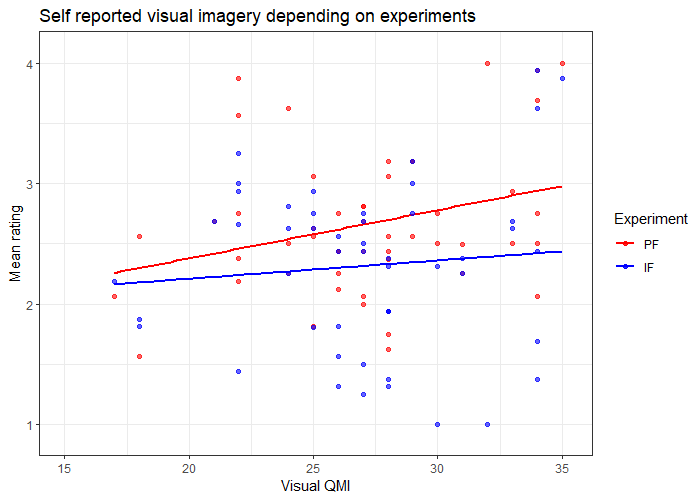 Self reported visual imagery depending on experiments
4
3
2
1
Mean rating
15
20
25
30
35
Visual QMI
Experiment
PF
IF